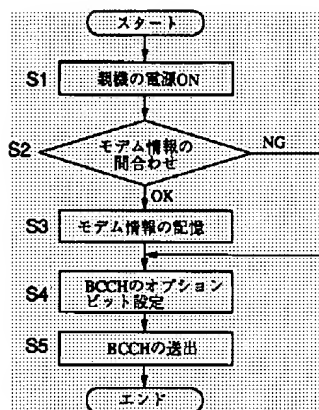 スタート
S1
親機の電源ON
S2
モデム情報の
問合わせ
NG
OK
S3
モデム情報の記憶
S4
BCCHのオプション
ビット設定
S5
BCCHの送出
エンド